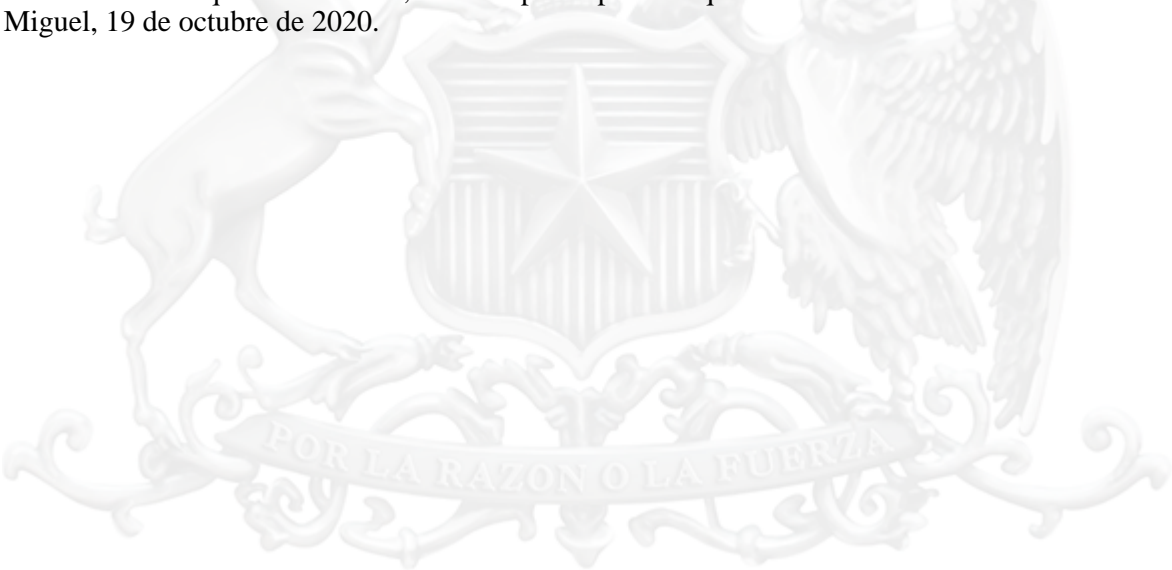 Miguel, 19 de octubre de 2020.
POR LA RAZON O LA FUERZA